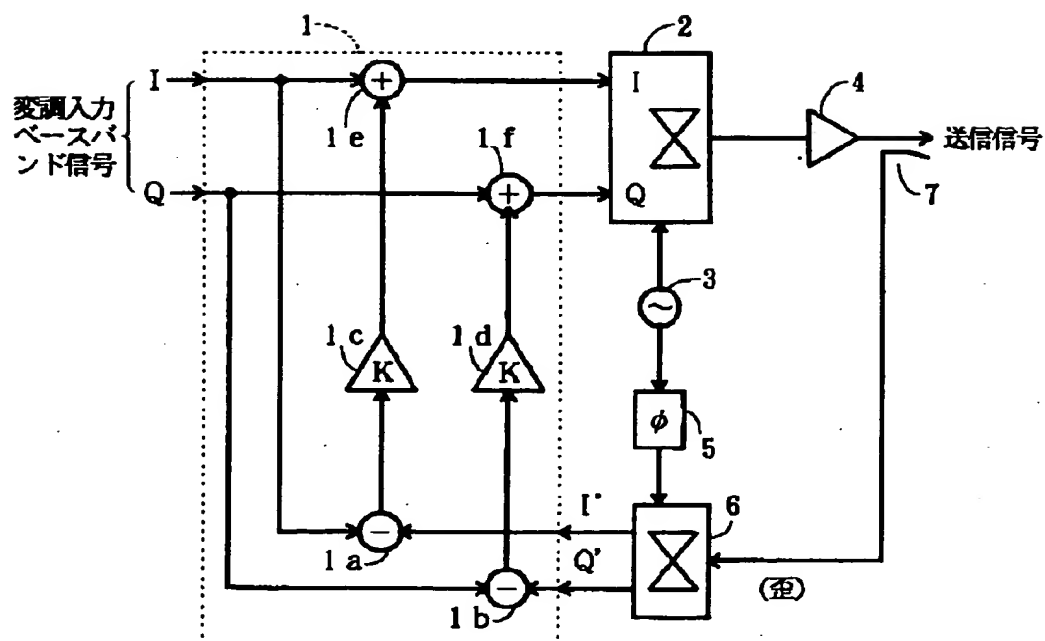 1
2
I
変調入力
ベースバ
ンド信号
+
1e
I
4
送信信号
1f
Q
+
Q
7
3
~
1c
K
1d
K
φ
5
I'
6
−
1a
Q'
(歪)
−
1b